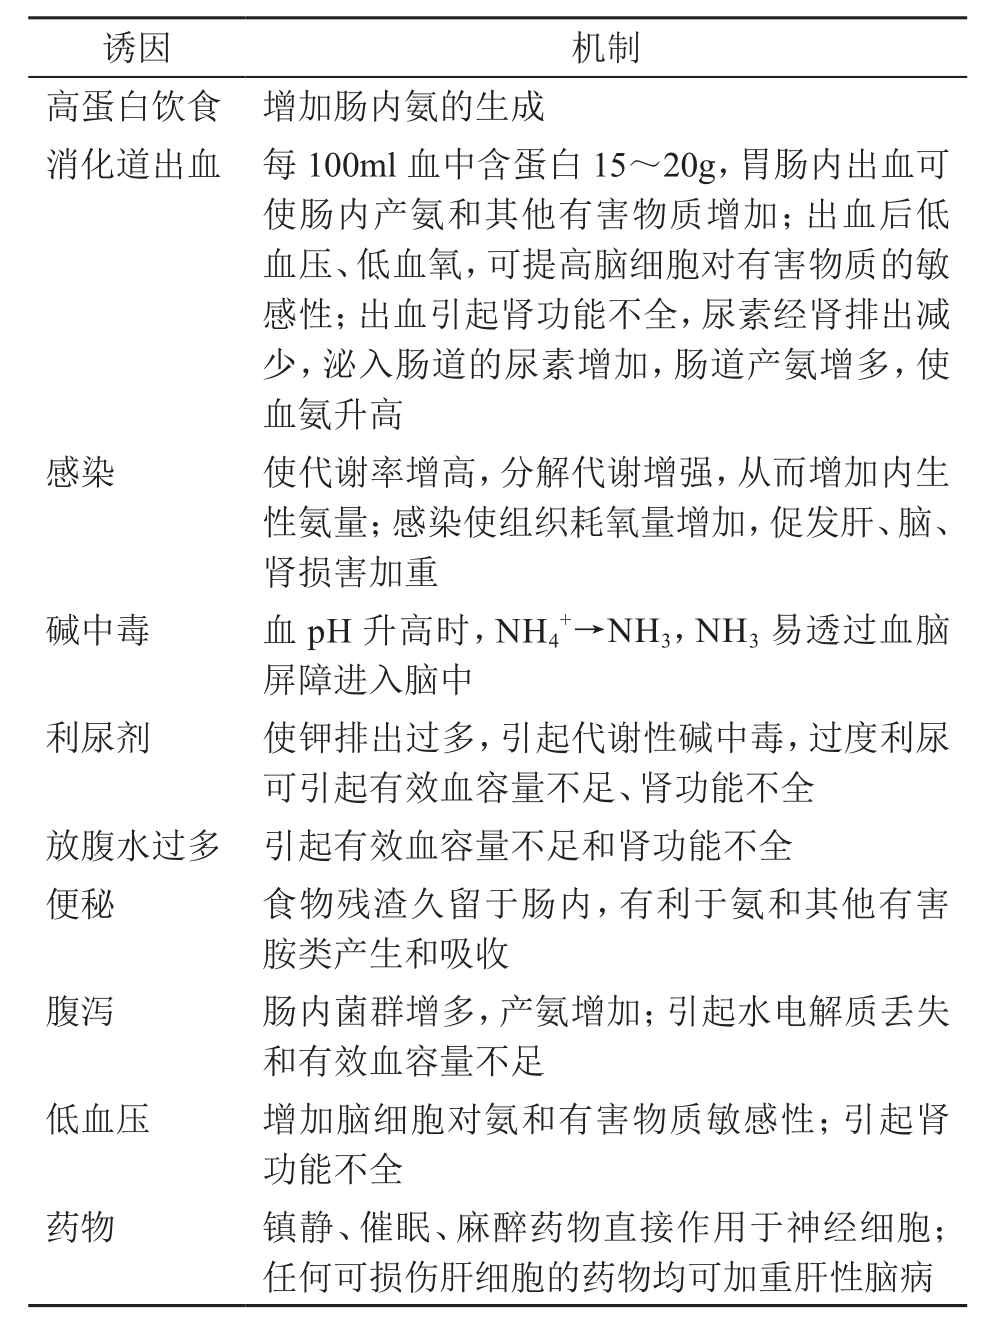 诱因 机制
高蛋白饮食 增加肠内氨的生成
消化道出血 每100ml血中含蛋白15～20g，胃肠内出血可
使肠内产氨和其他有害物质增加；出血后低
血压、低血氧，可提高脑细胞对有害物质的敏
感性；出血引起肾功能不全，尿素经肾排出减
少，泌入肠道的尿素增加，肠道产氨增多，使
血氨升高
感染 使代谢率增高，分解代谢增强，从而增加内生
性氨量；感染使组织耗氧量增加，促发肝、脑、
肾损害加重
碱中毒 血pH升高时，NH₄⁺→NH₃，NH₃易透过血脑
屏障进入脑中
利尿剂 使钾排出过多，引起代谢性碱中毒，过度利尿
可引起有效血容量不足、肾功能不全
放腹水过多 引起有效血容量不足和肾功能不全
便秘 食物残渣久留于肠内，有利于氨和其他有害
胺类产生和吸收
腹泻 肠内菌群增多，产氨增加；引起水电解质丢失
和有效血容量不足
低血压 增加脑细胞对氨和有害物质敏感性；引起肾
功能不全
药物 镇静、催眠、麻醉药物直接作用于神经细胞；
任何可损伤肝细胞的药物均可加重肝性脑病